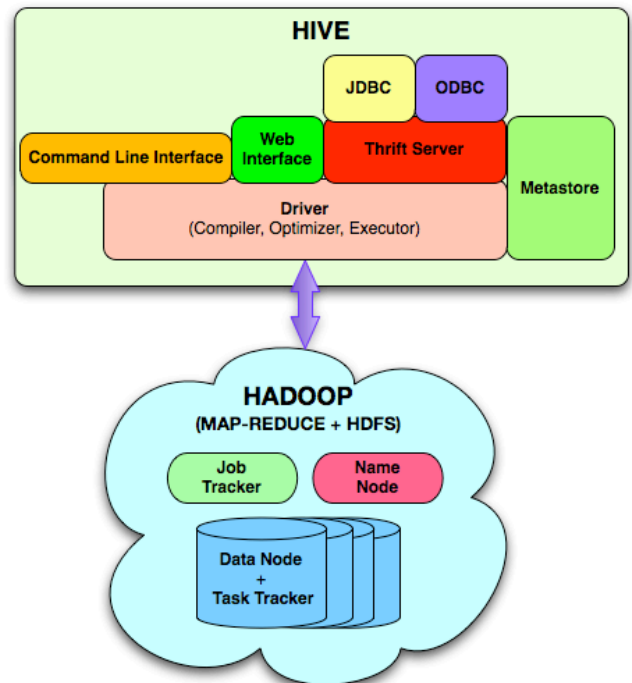 HIVE
JDBC
ODBC
Command Line Interface
Web
Interface
Thrift Server
Metastore
Driver
(Compiler, Optimizer, Executor)
HADOOP
(MAP-REDUCE + HDFS)
Job
Tracker
Name
Node
Data Node
+
Task Tracker